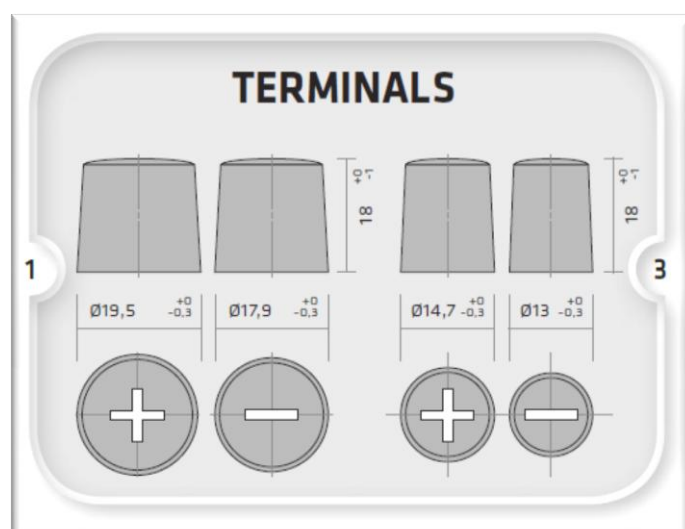 TERMINALS
18 +0 -1
18 +0 -1
1
3
Ø19,5 +0 -0,3
Ø17,9 +0 -0,3
Ø14,7 +0 -0,3
Ø13 +0 -0,3